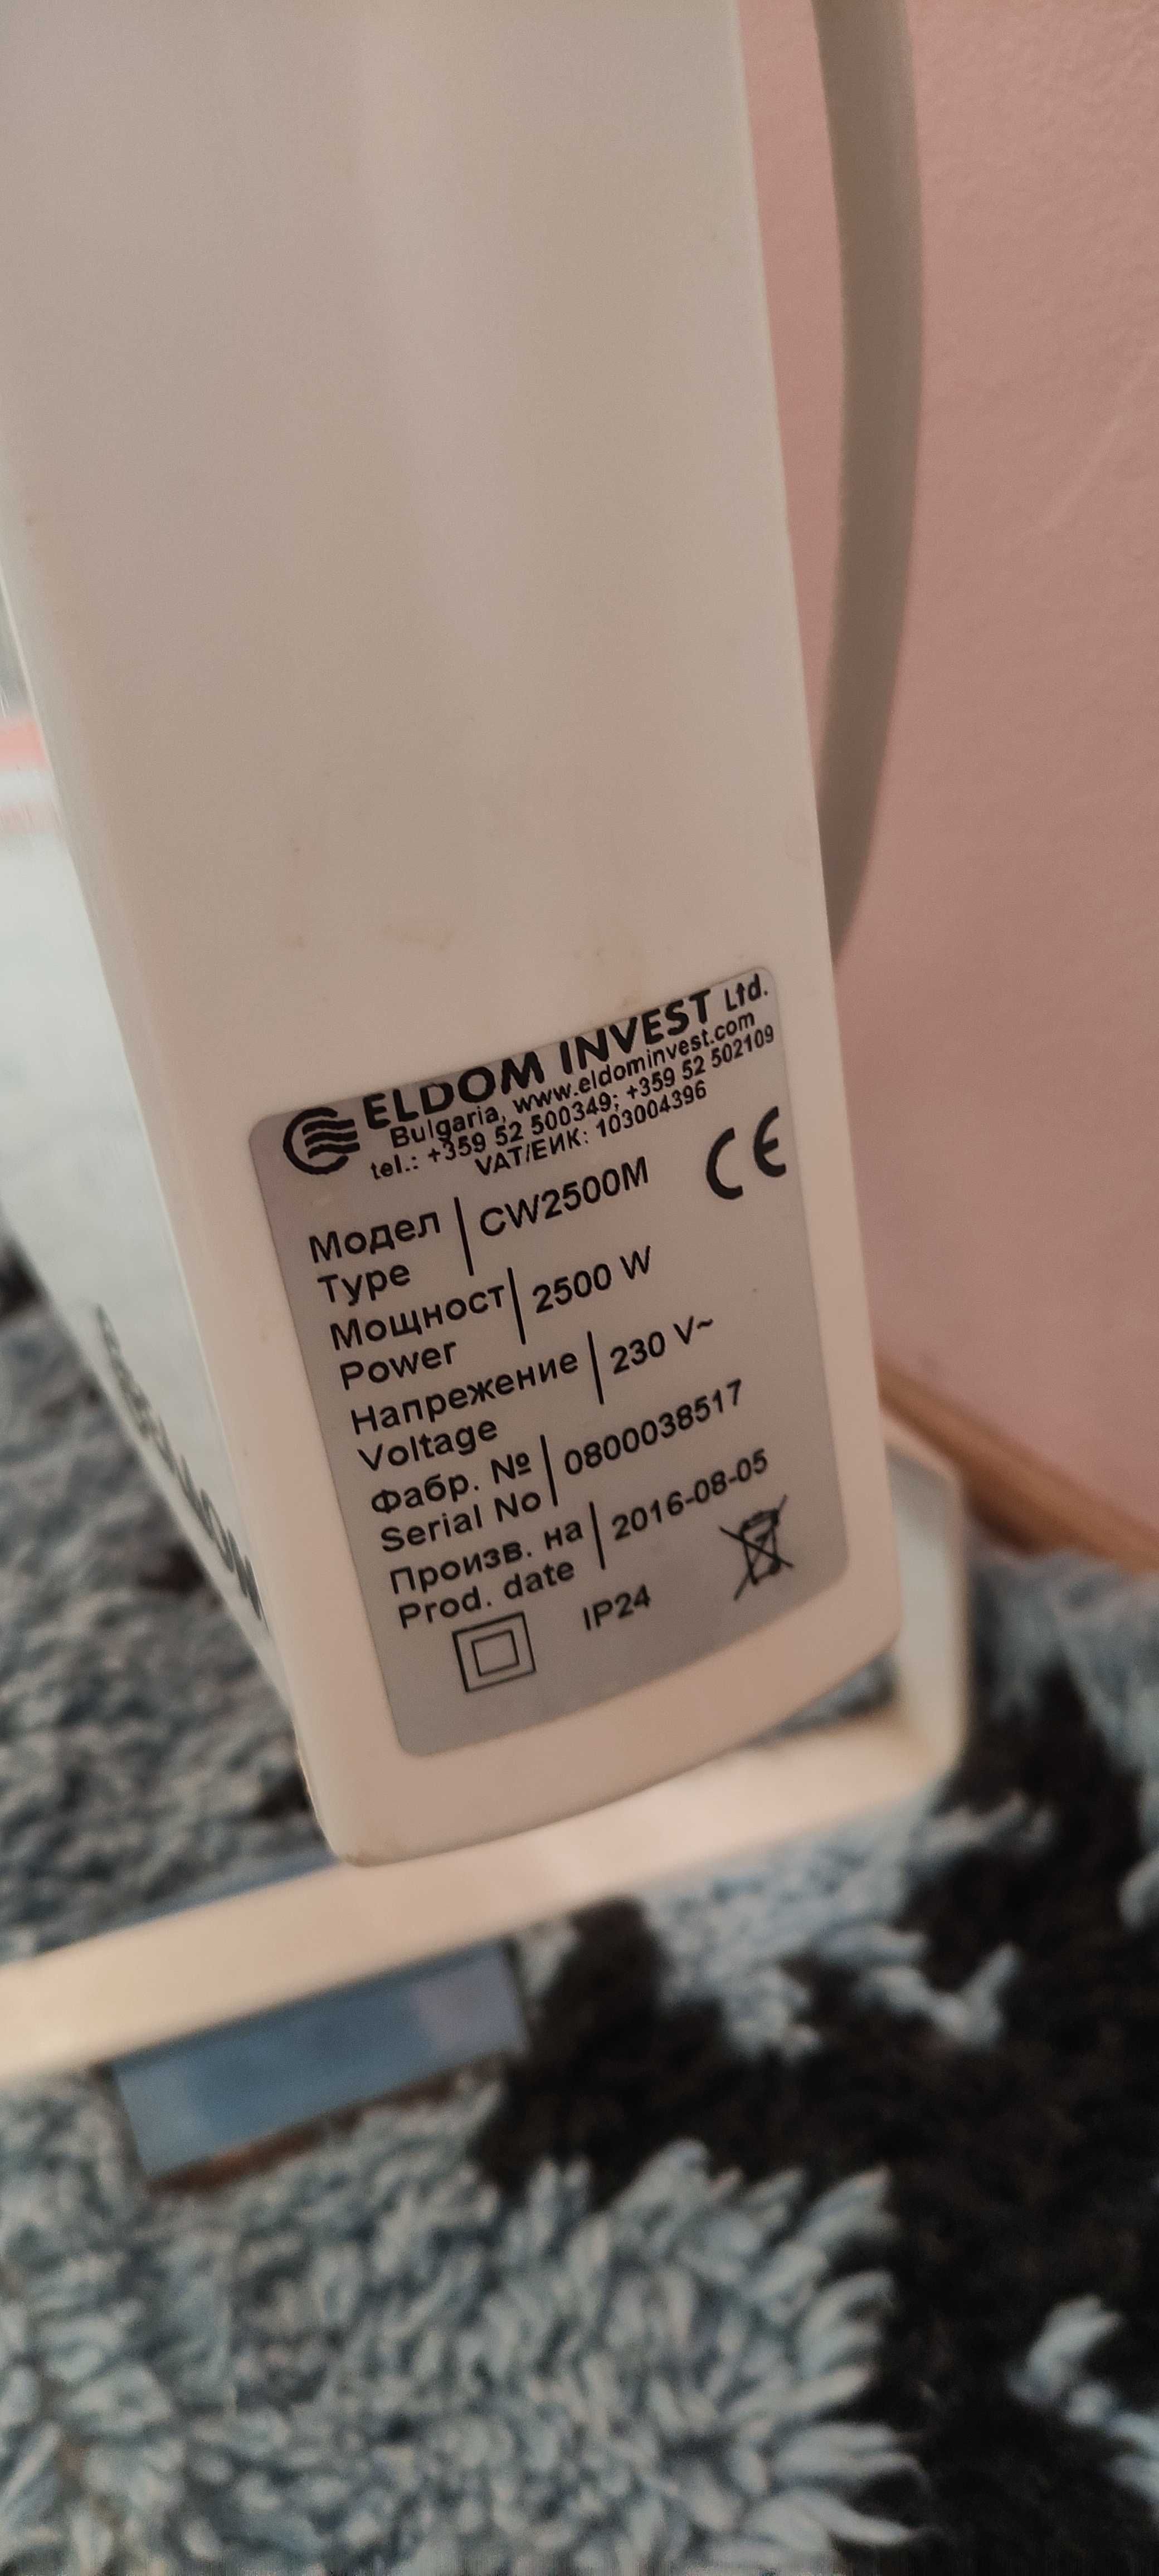 ELDOM INVEST Ltd.
Bulgaria, www.eldominvest.com
tel.: +359 52 500349; +359 52 502109
VAT/ЕИК: 103004396
CE
Модел
Type
CW2500M
Мощност
Power
2500 W
Напрежение
Voltage
230 V~
Фабр. №
Serial No
0800038517
Произв. на
Prod. date
2016-08-05
IP24